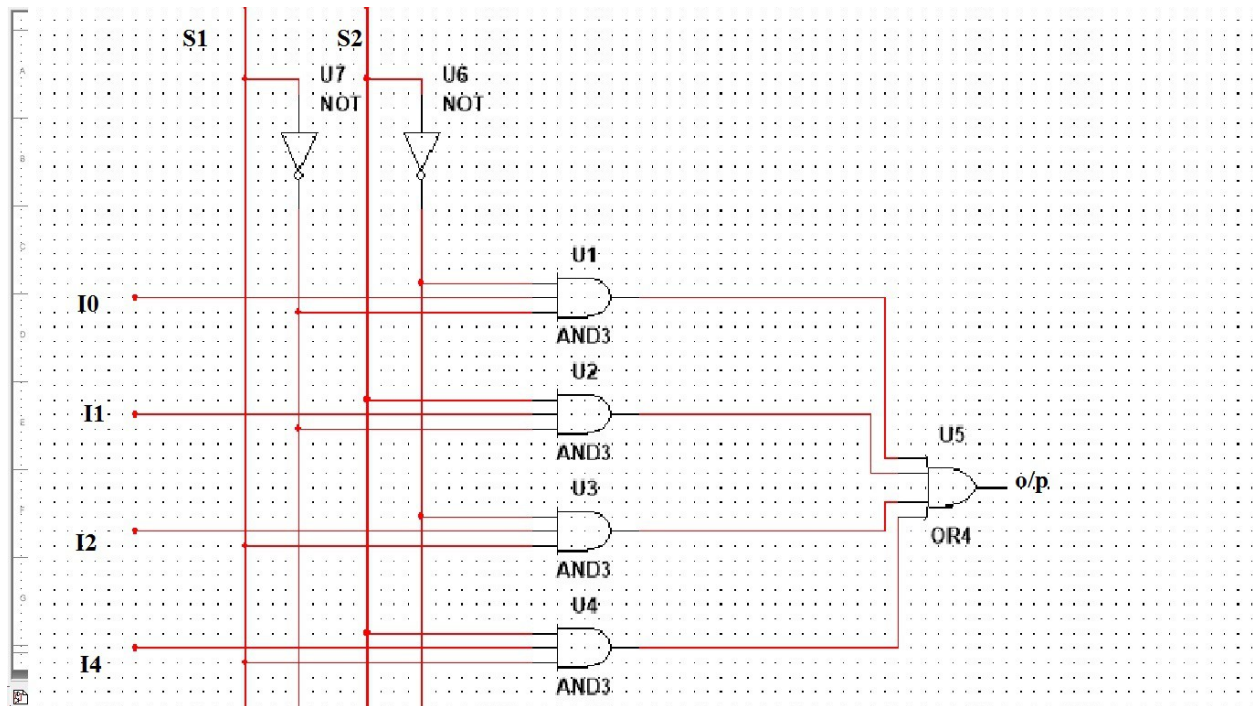 S1 S2
U7 U6
NOT NOT
U1
I0
AND3
U2
I1
AND3
U5
U3
o/p
I2
OR4
AND3
U4
I4
AND3